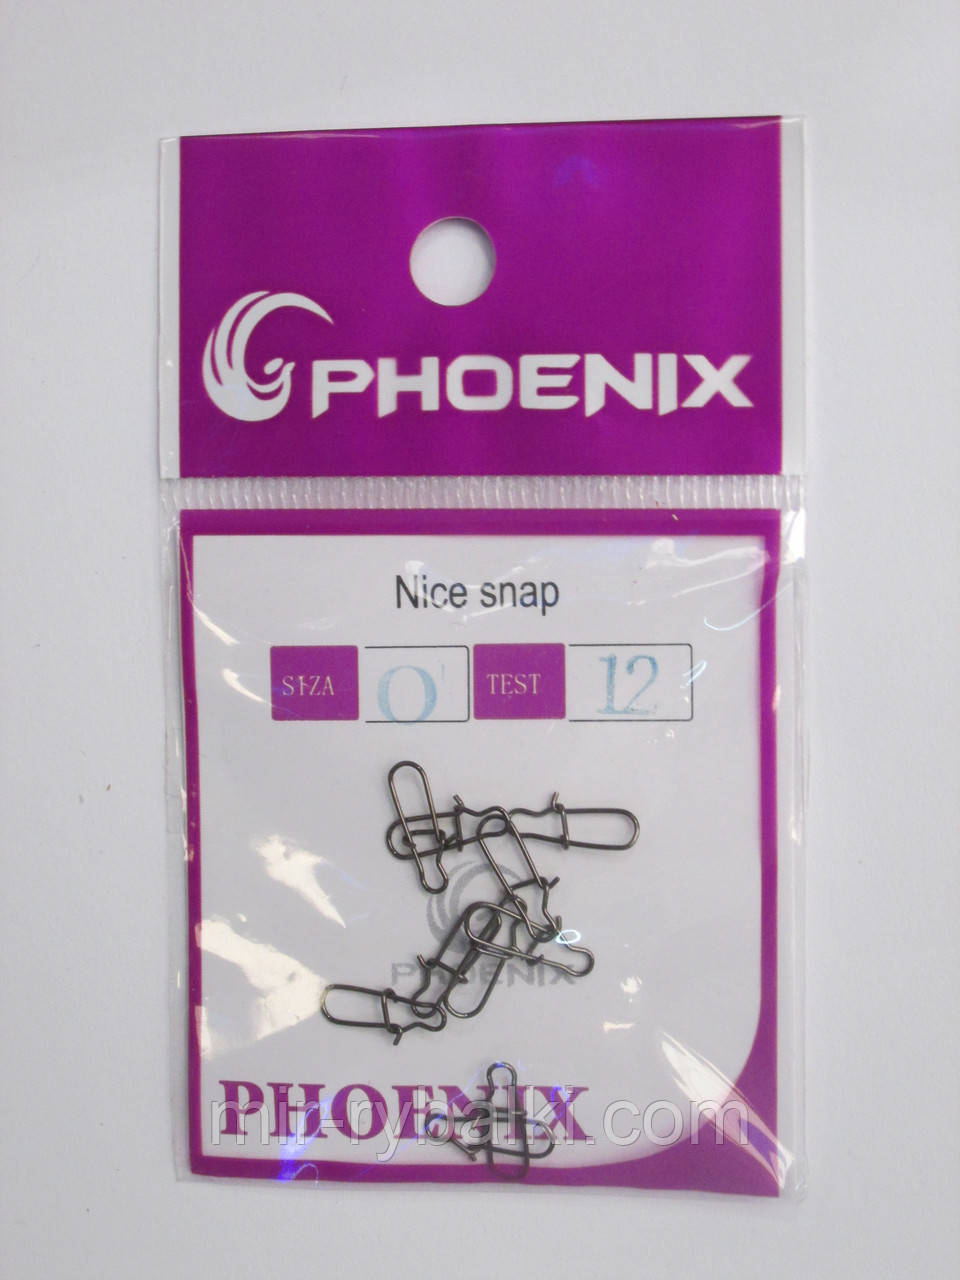 PHOENIX
Nice snap
SIZA 0 TEST 12
PHOENIX
PHOENIX
mir-rybalki.com